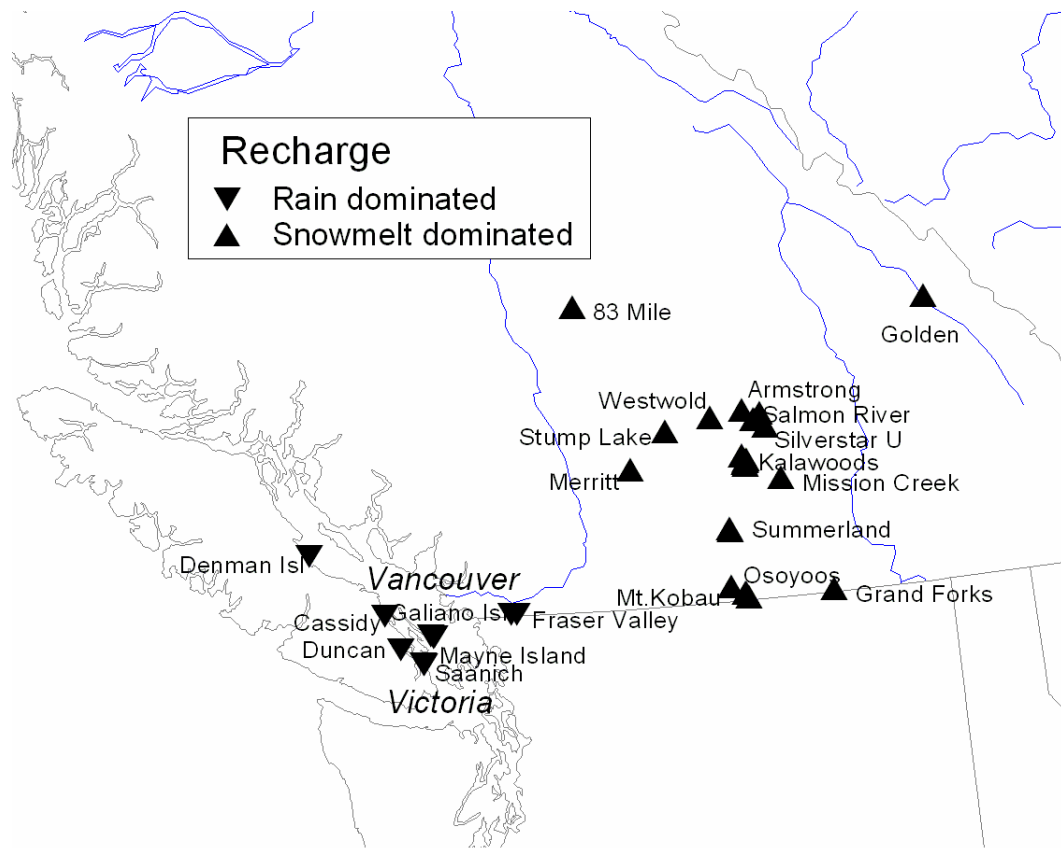 Recharge
Rain dominated
Snowmelt dominated
83 Mile
Golden
Armstrong
Westwold
Salmon River
Stump Lake
Silverstar U
Kalawoods
Merritt
Mission Creek
Summerland
Denman Isl
Vancouver
Osoyoos
Mt.Kobau
Grand Forks
Galiano Isl
Cassidy
Fraser Valley
Duncan
Mayne Island
Saanich
Victoria